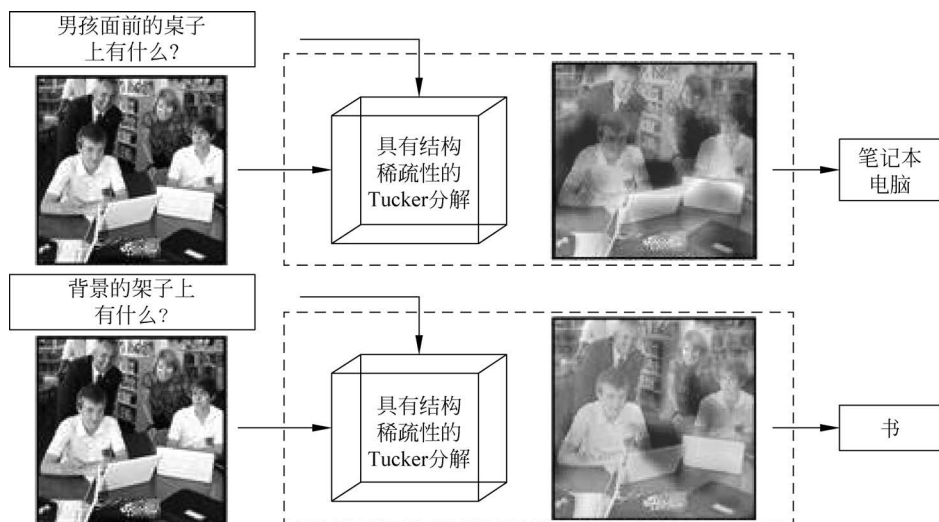 男孩面前的桌子
上有什么?
具有结构
稀疏性的
Tucker分解
笔记本
电脑
背景的架子上
有什么?
具有结构
稀疏性的
Tucker分解
书